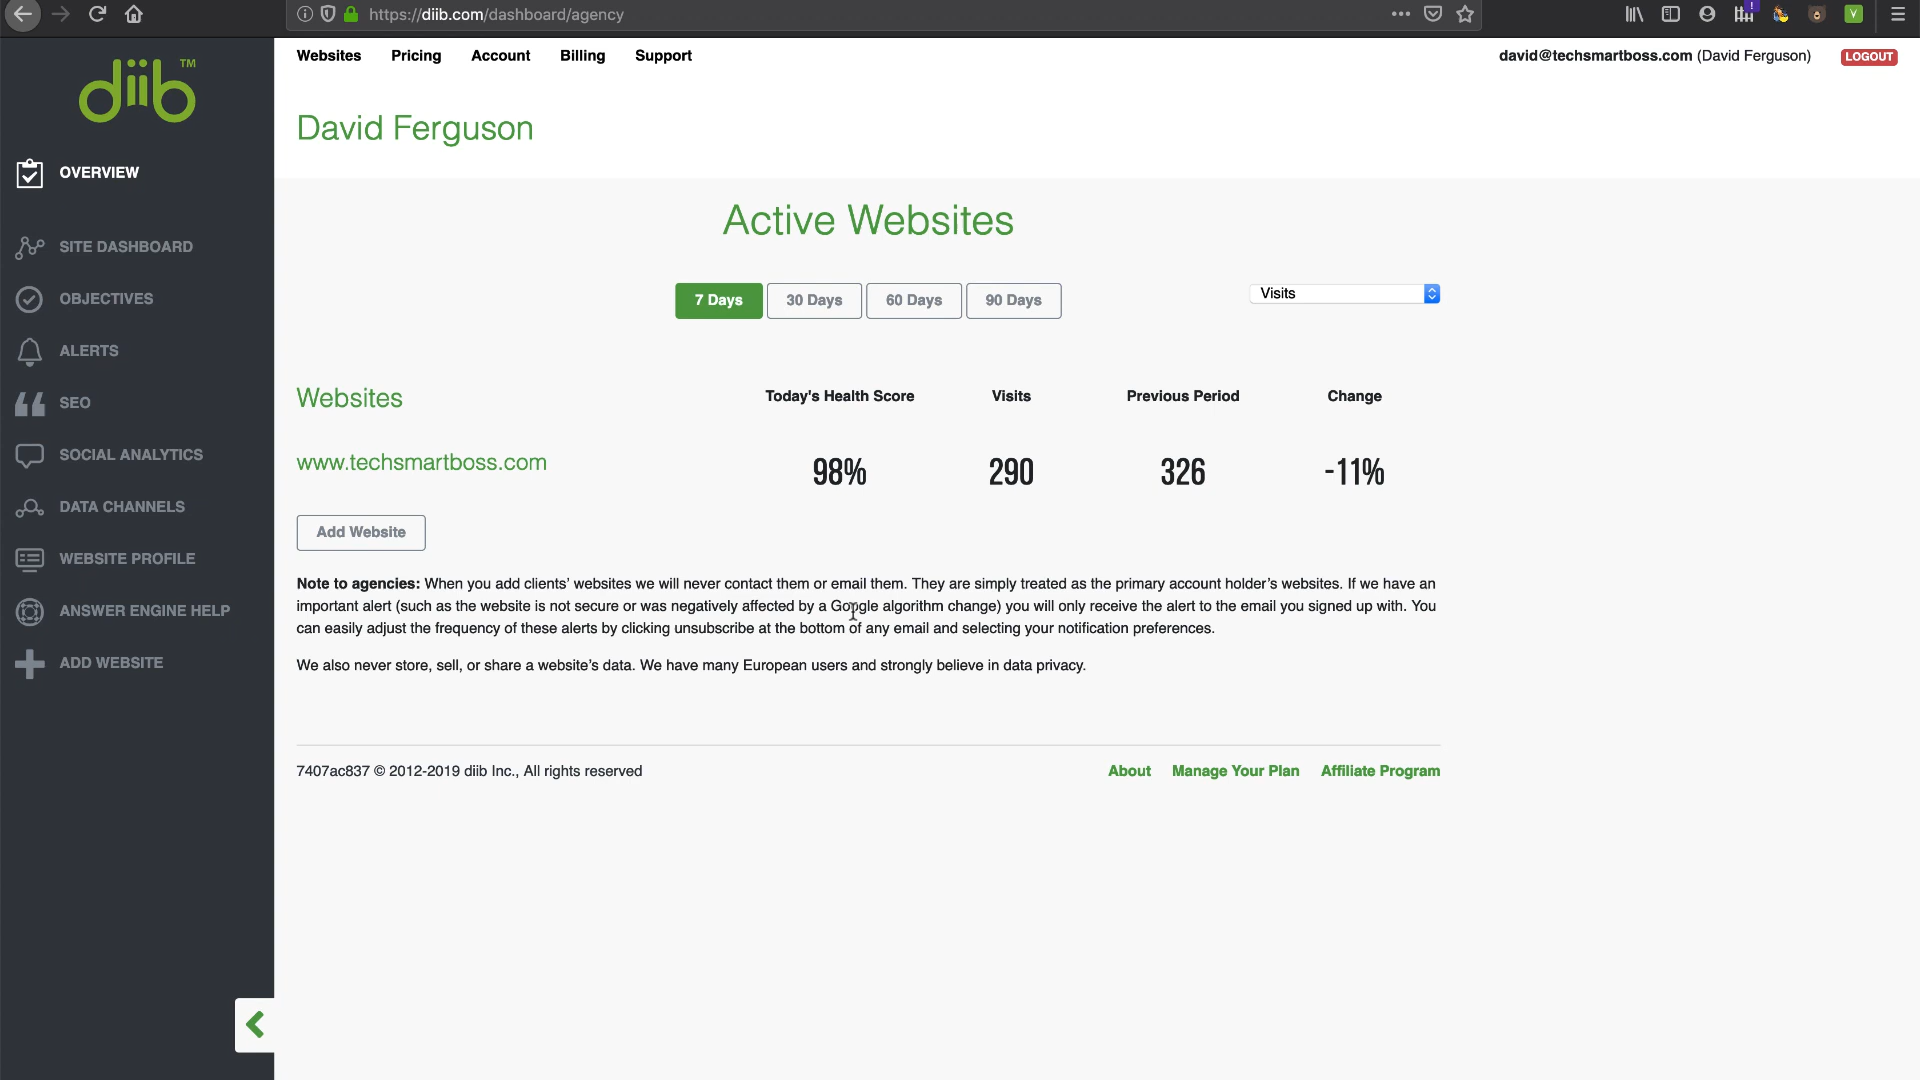 https://diib.com/dashboard/agency
diib™
Websites Pricing Account Billing Support
david@techsmartboss.com (David Ferguson) LOGOUT
David Ferguson
OVERVIEW
SITE DASHBOARD
OBJECTIVES
ALERTS
SEO
SOCIAL ANALYTICS
DATA CHANNELS
WEBSITE PROFILE
ANSWER ENGINE HELP
ADD WEBSITE
Active Websites
7 Days 30 Days 60 Days 90 Days Visits
Websites Today's Health Score Visits Previous Period Change
www.techsmartboss.com 98% 290 326 -11%
Add Website
Note to agencies: When you add clients’ websites we will never contact them or email them. They are simply treated as the primary account holder’s websites. If we have an
important alert (such as the website is not secure or was negatively affected by a Google algorithm change) you will only receive the alert to the email you signed up with. You
can easily adjust the frequency of these alerts by clicking unsubscribe at the bottom of any email and selecting your notification preferences.
We also never store, sell, or share a website’s data. We have many European users and strongly believe in data privacy.
7407ac837 © 2012-2019 diib Inc., All rights reserved
About Manage Your Plan Affiliate Program